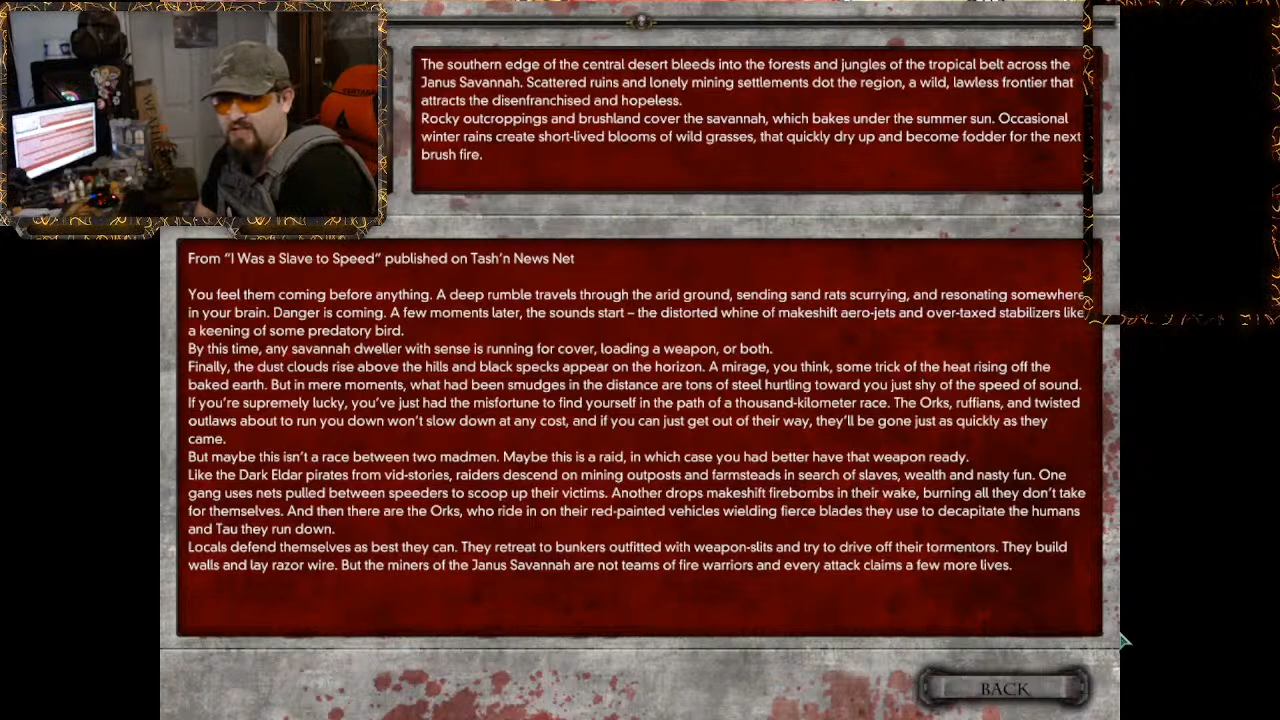 The southern edge of the central desert bleeds into the forests and jungles of the tropical belt across the
Janus Savannah. Scattered ruins and lonely mining settlements dot the region, a wild, lawless frontier that
attracts the disenfranchised and hopeless.
Rocky outcroppings and brushland cover the savannah, which bakes under the summer sun. Occasional
winter rains create short-lived blooms of wild grasses, that quickly dry up and become fodder for the next
brush fire.
From “I Was a Slave to Speed” published on Tash’n News Net
You feel them coming before anything. A deep rumble travels through the arid ground, sending sand rats scurrying, and resonating somewhere
in your brain. Danger is coming. A few moments later, the sounds start – the distorted whine of makeshift aero-jets and over-taxed stabilizers like
a keening of some predatory bird.
By this time, any savannah dweller with sense is running for cover, loading a weapon, or both.
Finally, the dust clouds rise above the hills and black specks appear on the horizon. A mirage, you think, some trick of the heat rising off the
baked earth. But in mere moments, what had been smudges in the distance are tons of steel hurtling toward you just shy of the speed of sound.
If you’re supremely lucky, you’ve just had the misfortune to find yourself in the path of a thousand-kilometer race. The Orks, ruffians, and twisted
outlaws about to run you down won’t slow down at any cost, and if you can just get out of their way, they’ll be gone just as quickly as they
came.
But maybe this isn’t a race between two madmen. Maybe this is a raid, in which case you had better have that weapon ready.
Like the Dark Eldar pirates from vid-stories, raiders descend on mining outposts and farmsteads in search of slaves, wealth and nasty fun. One
gang uses nets pulled between speeders to scoop up their victims. Another drops makeshift firebombs in their wake, burning all they don’t take
for themselves. And then there are the Orks, who ride in on their red-painted vehicles wielding fierce blades they use to decapitate the humans
and Tau they run down.
Locals defend themselves as best they can. They retreat to bunkers outfitted with weapon-slits and try to drive off their tormentors. They build
walls and lay razor wire. But the miners of the Janus Savannah are not teams of fire warriors and every attack claims a few more lives.
BACK